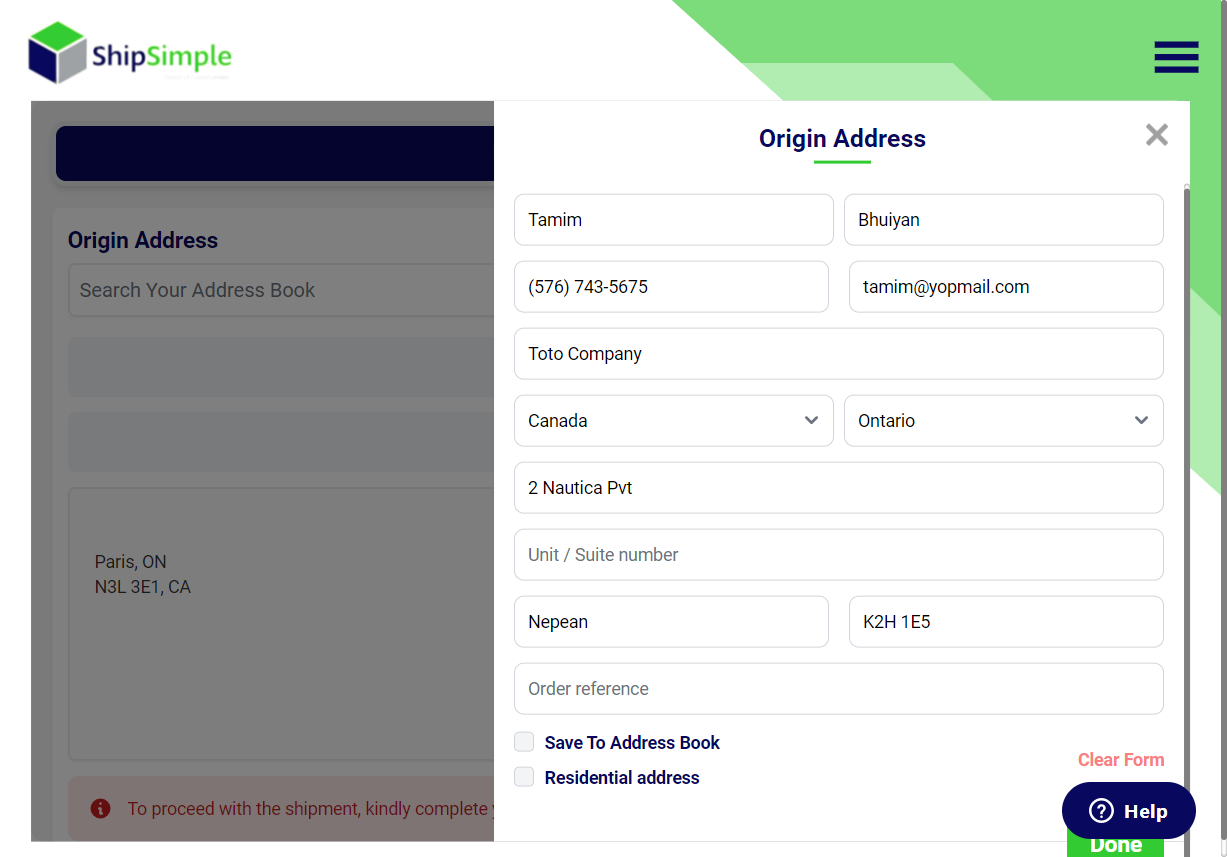 ShipSimple
Origin Address
Search Your Address Book
Paris, ON
N3L 3E1, CA
To proceed with the shipment, kindly complete
Origin Address
Tamim
Bhuiyan
(576) 743-5675
tamim@yopmail.com
Toto Company
Canada
Ontario
2 Nautica Pvt
Unit / Suite number
Nepean
K2H 1E5
Order reference
Save To Address Book
Residential address
Clear Form
Help
Done